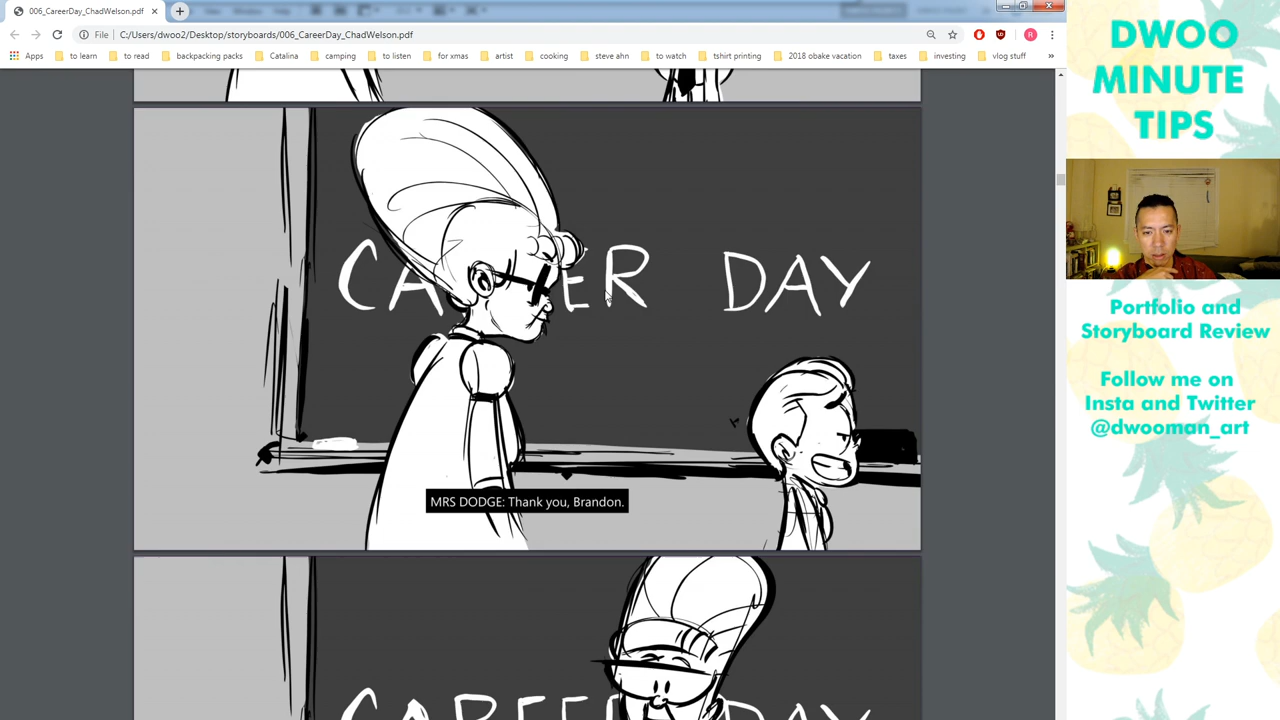 006_CareerDay_ChadWelson.pdf
File
C:/Users/dwoo2/Desktop/storyboards/006_CareerDay_ChadWelson.pdf
R
Apps to learn to read backpacking packs Catalina camping to listen for xmas artist cooking steve ahn to watch tshirt printing 2018 obake vacation taxes investing vlog stuff »
CA ER DAY
MRS DODGE: Thank you, Brandon.
CAREE DAY
DWOO
MINUTE
TIPS
Portfolio and
Storyboard Review
Follow me on
Insta and Twitter
@dwooman_art